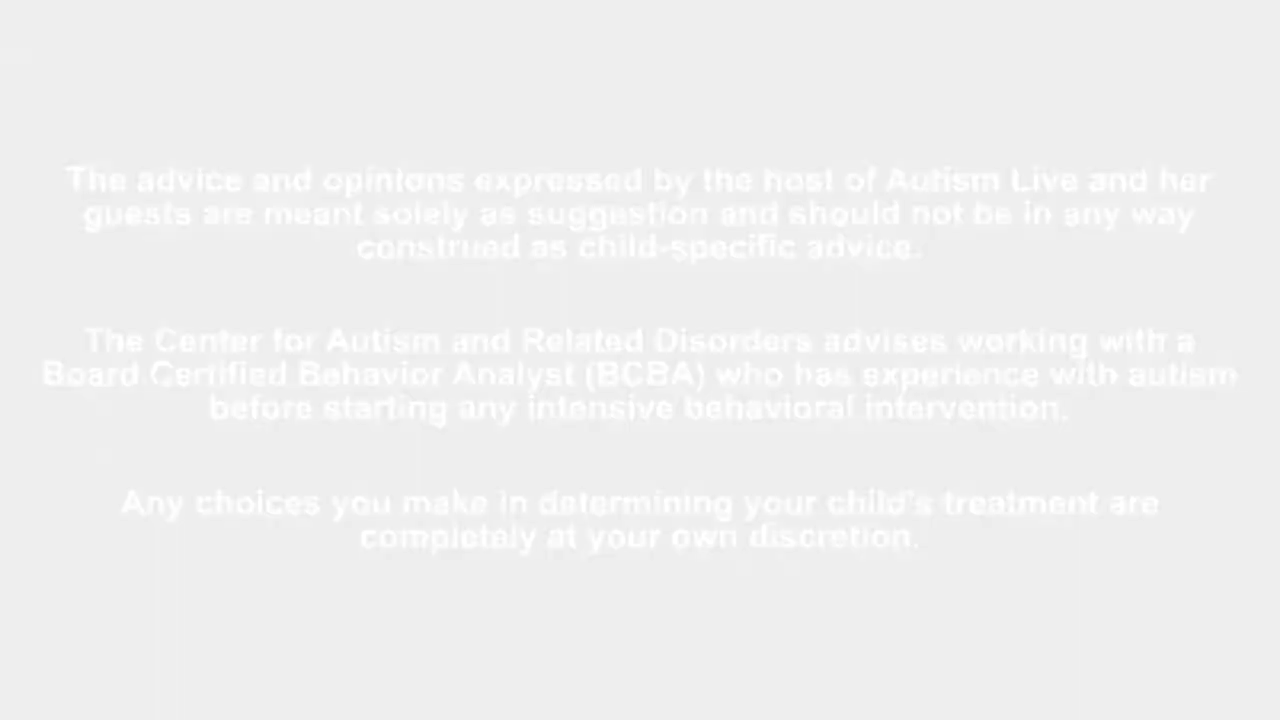 The advice and opinions expressed by the host of Autism Live and her
guests are meant solely as suggestion and should not be in any way
construed as child-specific advice.
The Center for Autism and Related Disorders advises working with a
Board Certified Behavior Analyst (BCBA) who has experience with autism
before starting any intensive behavioral intervention.
Any choices you make in determining your child's treatment are
completely at your own discretion.